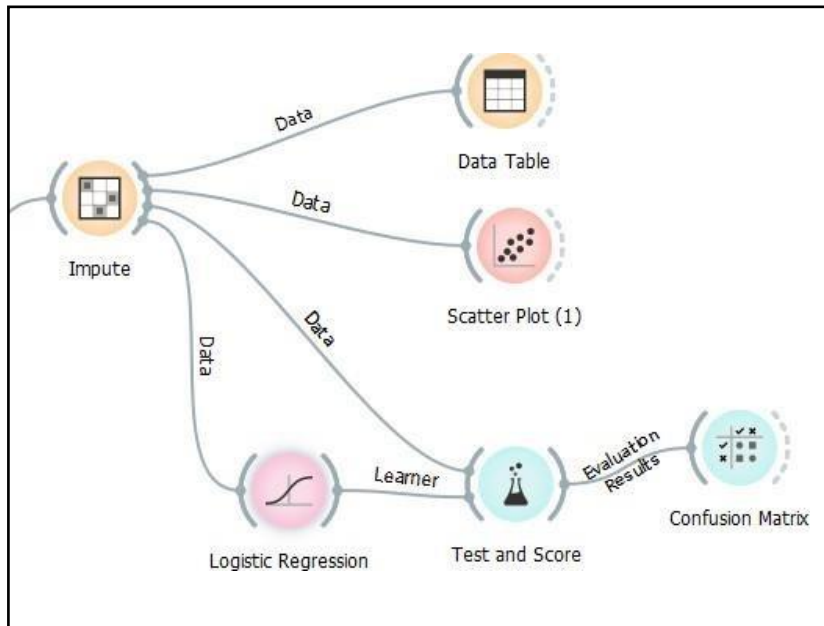 Data
Data Table
Data
Impute
Scatter Plot (1)
Data
Data
Learner
Evaluation
Results
Logistic Regression
Test and Score
Confusion Matrix